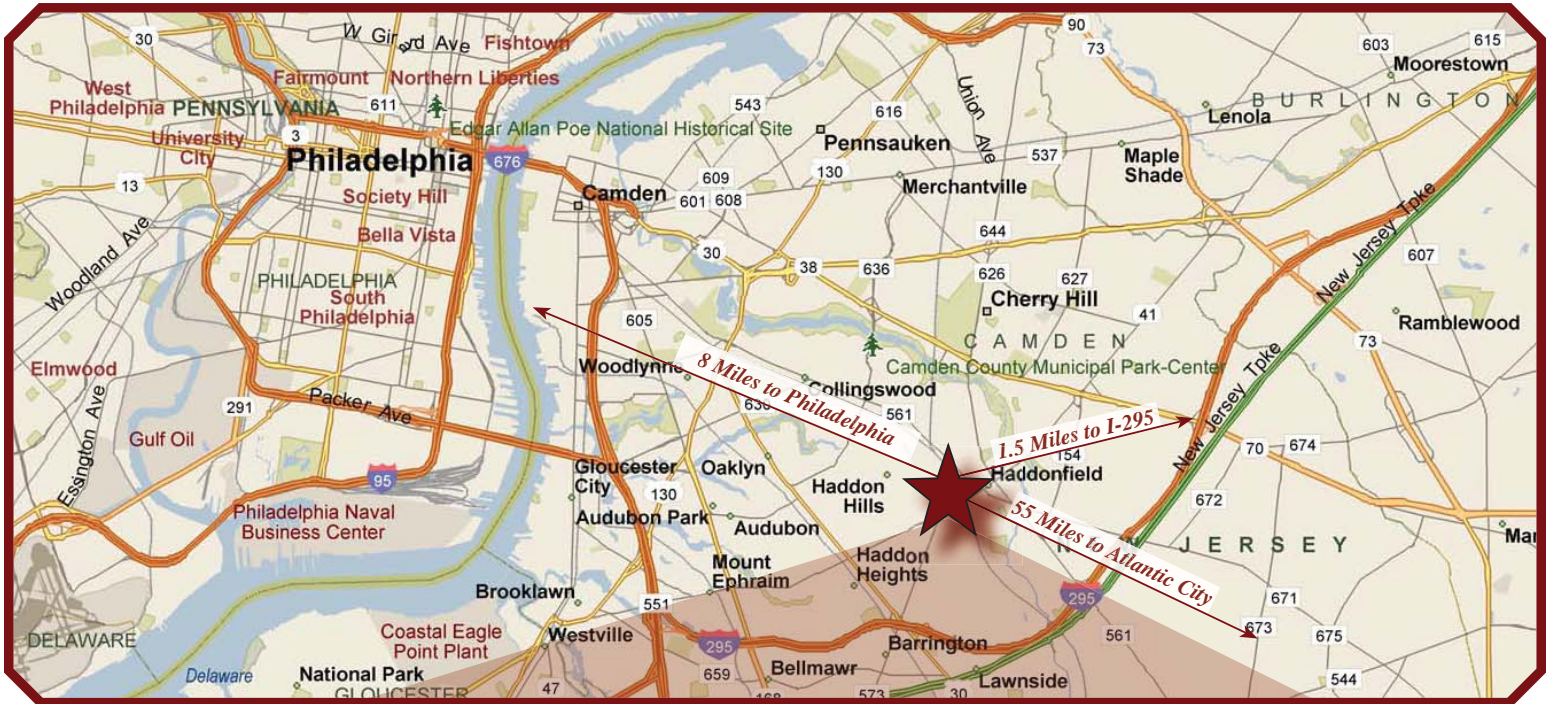 90
30
W Girard Ave
Fishtown
73
603
615
Moorestown
West
Philadelphia
Fairmount
Northern Liberties
PENNSYLVANIA
611
543
616
Union Ave
BURLINGTON
Lenola
3
University
City
Edgar Allan Poe National Historical Site
Pennsauken
Philadelphia
676
537
Maple
Shade
13
Society Hill
Camden
609
601
608
130
Merchantville
Woodland Ave
Bella Vista
644
New Jersey Tpke
30
38
636
626
627
607
PHILADELPHIA
South
Philadelphia
Cherry Hill
41
605
CAMDEN
Ramblewood
73
Elmwood
Woodlynne
8 Miles to Philadelphia
Camden County Municipal Park-Center
New Jersey Tpke
Collingswood
630
561
291
Packer Ave
Essington Ave
Gulf Oil
1.5 Miles to I-295
154
70
674
95
Gloucester
City
Oaklyn
Haddonfield
Haddon
Hills
130
672
Philadelphia Naval
Business Center
Audubon Park
Audubon
55 Miles to Atlantic City
NEW JERSEY
Haddon
Heights
Mount
Ephraim
Brooklawn
551
295
671
Coastal Eagle
Point Plant
Westville
295
Barrington
561
673
675
DELAWARE
Delaware
National Park
GLOUCESTER
47
659
Bellmawr
168
573
30
Lawnside
544